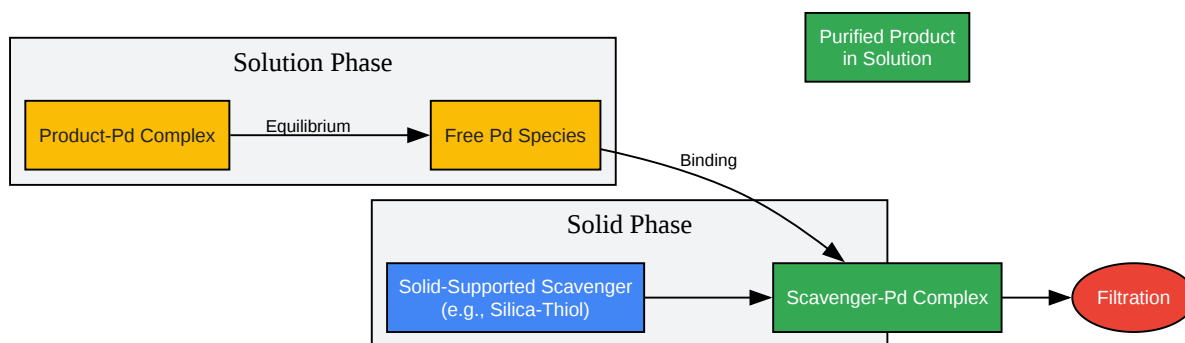 Purified Product
in Solution
Solution Phase
Product-Pd Complex
Equilibrium
Free Pd Species
Binding
Solid Phase
Solid-Supported Scavenger
(e.g., Silica-Thiol)
Scavenger-Pd Complex
Filtration